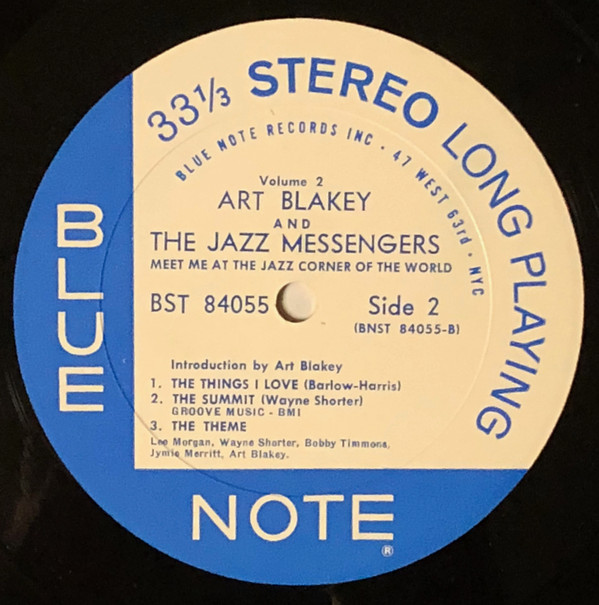 33⅓ STEREO LONG PLAYING
BLUE NOTE RECORDS INC • 47 WEST 63rd • NYC
Volume 2
ART BLAKEY
AND
THE JAZZ MESSENGERS
MEET ME AT THE JAZZ CORNER OF THE WORLD
BST 84055
Side 2
(BNST 84055-B)
Introduction by Art Blakey
1. THE THINGS I LOVE (Barlow-Harris)
2. THE SUMMIT (Wayne Shorter)
GROOVE MUSIC - BMI
3. THE THEME
Lee Morgan, Wayne Shorter, Bobby Timmons,
Jymie Merritt, Art Blakey.
BLUE
NOTE
®